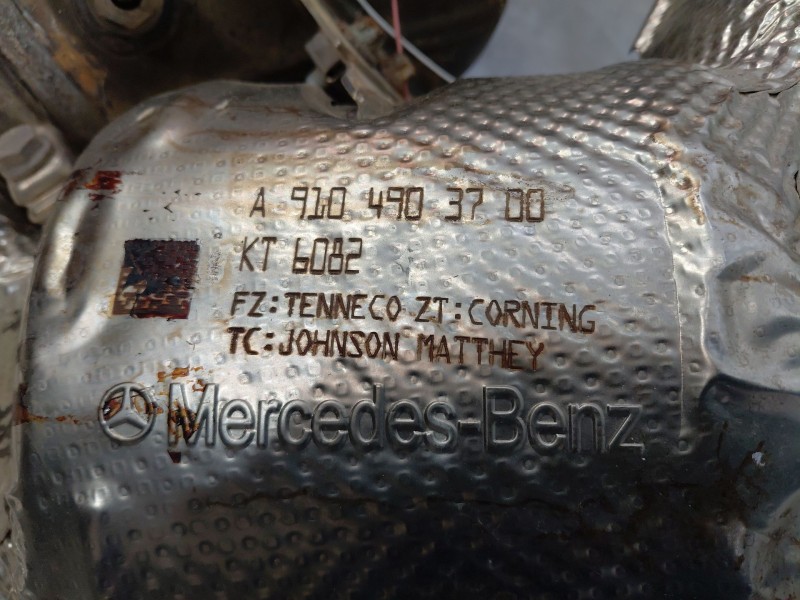 A 910 490 37 00
KT 6082
FZ:TENNECO ZT:CORNING
TC:JOHNSON MATTHEY
Mercedes-Benz